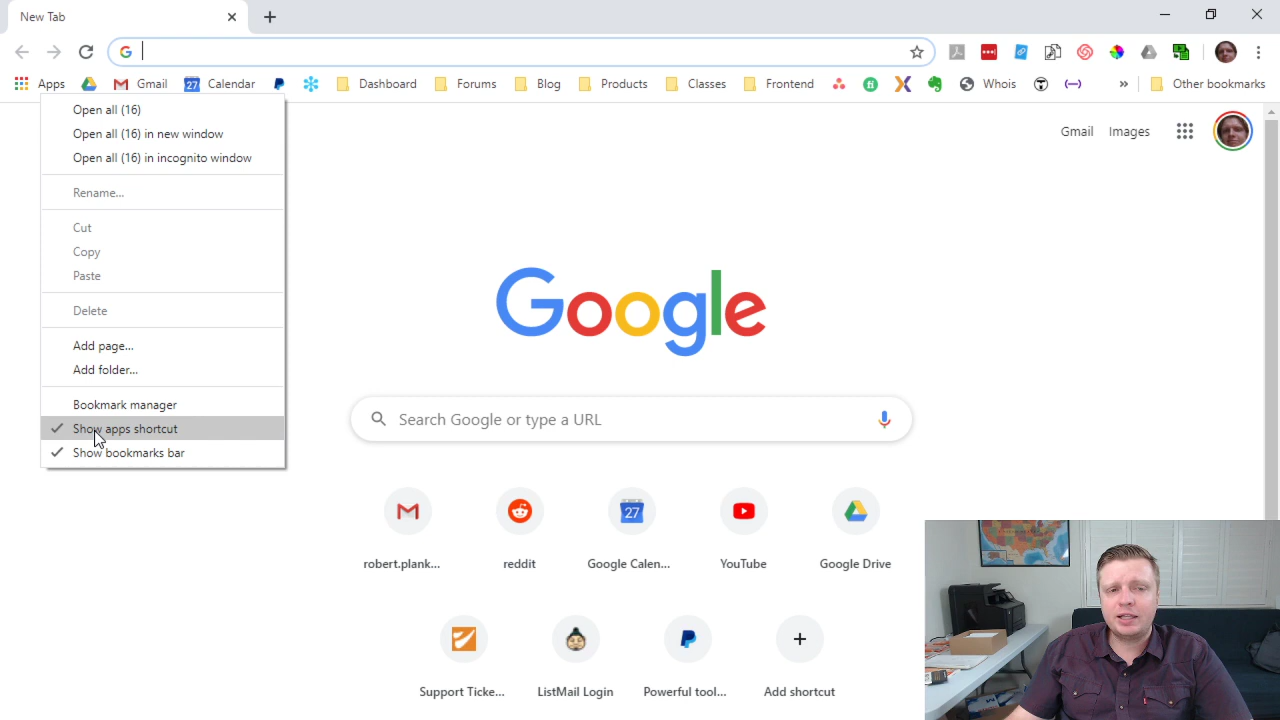 New Tab
Apps
27
Gmail
Calendar
Dashboard
Forums
Blog
Products
Classes
Frontend
Whois
Other bookmarks
Open all (16)
Open all (16) in new window
Open all (16) in incognito window
Rename...
Cut
Copy
Paste
Delete
Add page...
Add folder...
Bookmark manager
Show apps shortcut
Show bookmarks bar
Gmail Images
Google
Search Google or type a URL
27
robert.plank...
reddit
Google Calen...
YouTube
Google Drive
Support Ticke...
ListMail Login
Powerful tool...
Add shortcut